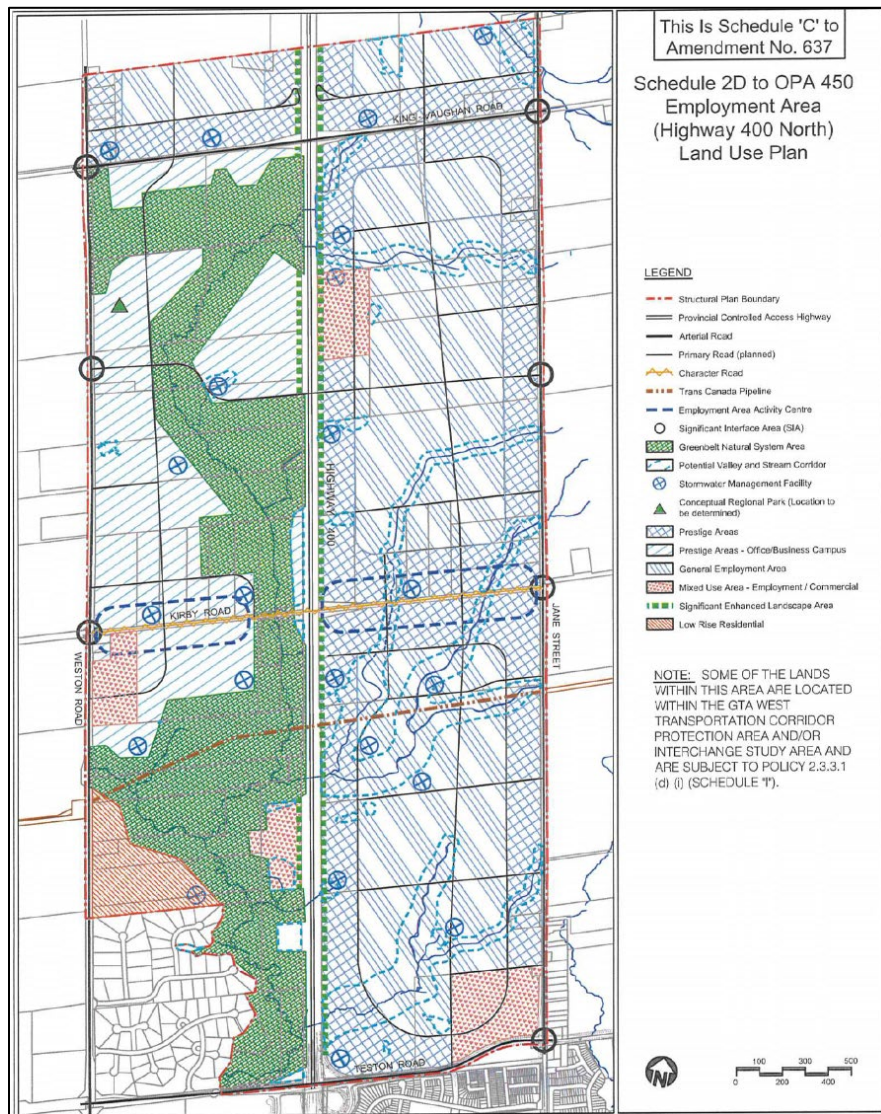 This Is Schedule 'C' to
Amendment No. 637
Schedule 2D to OPA 450
Employment Area
(Highway 400 North)
Land Use Plan
KING VAUGHAN ROAD
HIGHWAY 400
KIRBY ROAD
WESTON ROAD
JANE STREET
TESTON ROAD
LEGEND
Structural Plan Boundary
Provincial Controlled Access Highway
Arterial Road
Primary Road (planned)
Character Road
Trans Canada Pipeline
Employment Area Activity Centre
Significant Interface Area (SIA)
Greenbelt Natural System Area
Potential Valley and Stream Corridor
Stormwater Management Facility
Conceptual Regional Park (Location to
be determined)
Prestige Areas
Prestige Areas - Office/Business Campus
General Employment Area
Mixed Use Area - Employment / Commercial
Significant Enhanced Landscape Area
Low Rise Residential
NOTE: SOME OF THE LANDS
WITHIN THIS AREA ARE LOCATED
WITHIN THE GTA WEST
TRANSPORTATION CORRIDOR
PROTECTION AREA AND/OR
INTERCHANGE STUDY AREA AND
ARE SUBJECT TO POLICY 2.3.3.1
(d) (i) (SCHEDULE 'I').
N
100 300 500
0 200 400